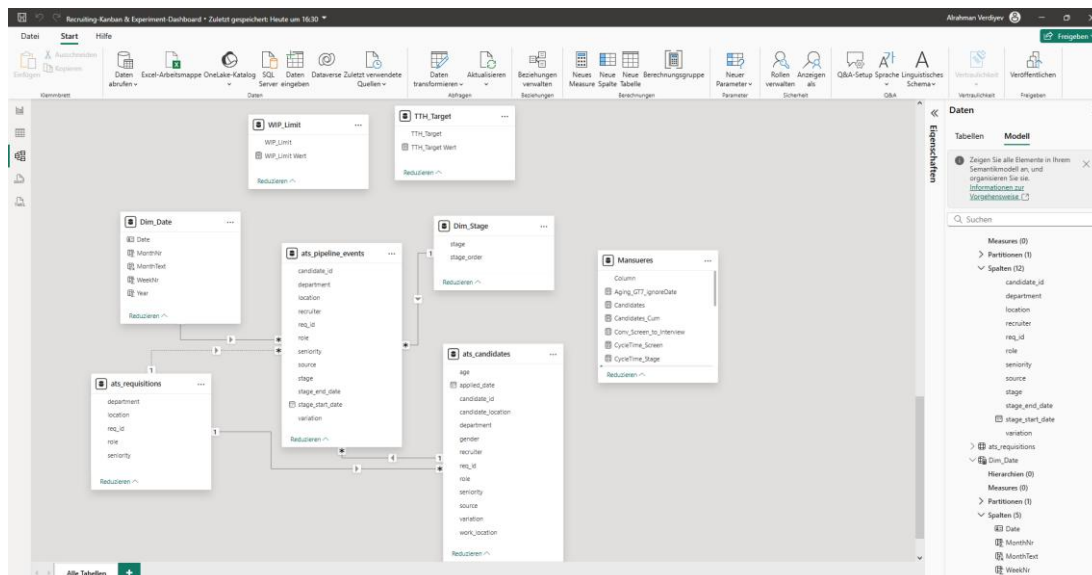 Recruiting-Kanban & Experiment-Dashboard • Zuletzt gespeichert: Heute um 16:30
Alrahman Verdiyev
Datei Start Hilfe
Freigeben
Einfügen
Ausschneiden
Kopieren
Daten abrufen
Excel-Arbeitsmappe
OneLake-Katalog
SQL Server
Daten eingeben
Dataverse
Zuletzt verwendete Quellen
Daten transformieren
Aktualisieren
Beziehungen verwalten
Neues Measure
Neue Spalte
Neue Tabelle
Berechnungsgruppe
Neuer Parameter
Rollen verwalten
Anzeigen als
Q&A-Setup
Sprache
Linguistisches Schema
Vertraulichkeit
Veröffentlichen
Klemmbrett
Daten
Abfragen
Beziehungen
Berechnungen
Parameter
Sicherheit
Q&A
Vertraulichkeit
Freigeben
WIP_Limit
WIP_Limit
WIP_Limit Wert
Reduzieren
TTH_Target
TTH_Target
TTH_Target Wert
Reduzieren
Dim_Date
Date
MonthNr
MonthText
WeekNr
Year
Reduzieren
ats_pipeline_events
candidate_id
department
location
recruiter
req_id
role
seniority
source
stage
stage_end_date
stage_start_date
variation
Reduzieren
Dim_Stage
stage
stage_order
Reduzieren
Mansueres
Column
Aging_GT7_ignoreDate
Candidates
Candidates_Cum
Conv_Screen_to_Interview
CycleTime_Screen
CycleTime_Stage
Reduzieren
ats_requisitions
department
location
req_id
role
seniority
Reduzieren
ats_candidates
age
applied_date
candidate_id
candidate_location
department
gender
recruiter
req_id
role
seniority
source
variation
work_location
Reduzieren
1
*
1
*
*
1
*
1
*
Alle Tabellen
Eigenschaften
Daten
Tabellen Modell
Zeigen Sie alle Elemente in Ihrem
Semantikmodell an, und
organisieren Sie sie.
Informationen zur
Vorgehensweise
Suchen
Measures (0)
Partitionen (1)
Spalten (12)
candidate_id
department
location
recruiter
req_id
role
seniority
source
stage
stage_end_date
stage_start_date
variation
ats_requisitions
Dim_Date
Hierarchien (0)
Measures (0)
Partitionen (1)
Spalten (5)
Date
MonthNr
MonthText
WeekNr